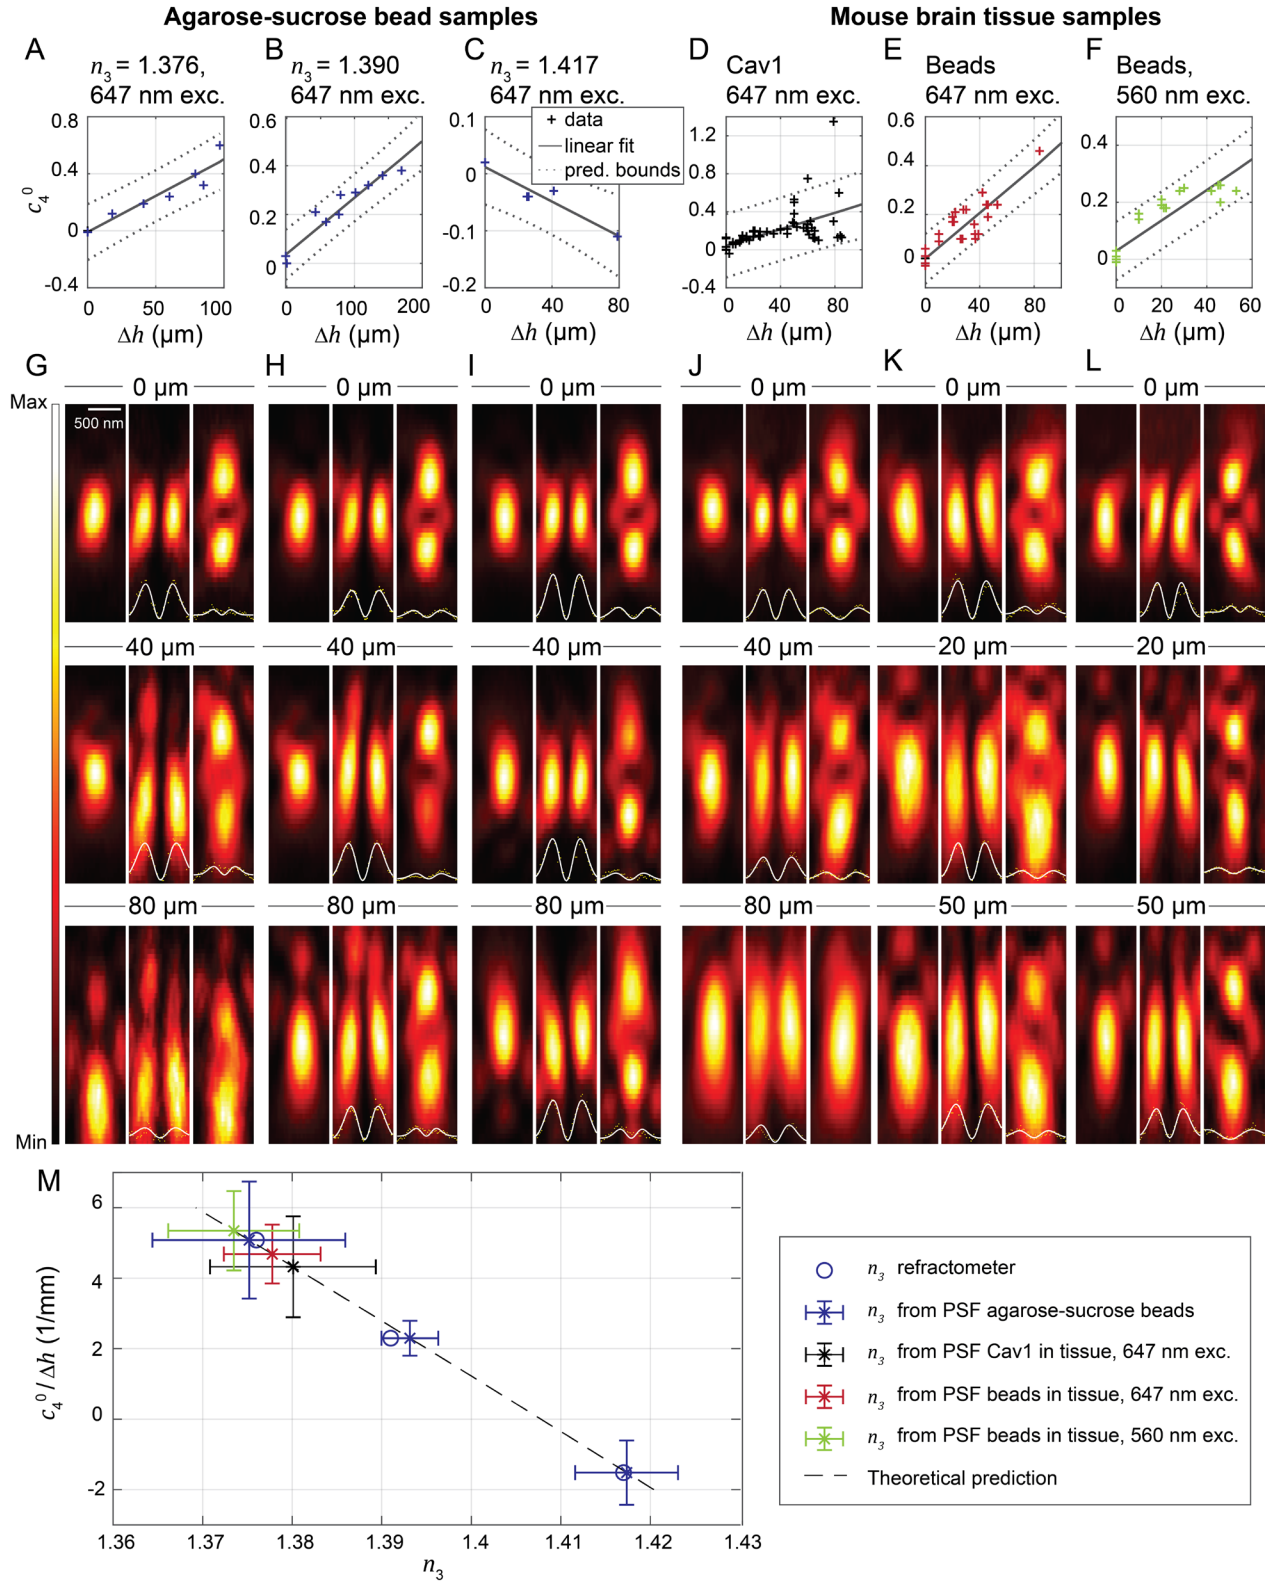 Agarose-sucrose bead samples
Mouse brain tissue samples
A
n₃ = 1.376,
647 nm exc.
B
n₃ = 1.390
647 nm exc.
C
n₃ = 1.417
647 nm exc.
D
Cav1
647 nm exc.
E
Beads
647 nm exc.
F
Beads,
560 nm exc.
data
linear fit
pred. bounds
c₄⁰
0.8
0.4
0
-0.4
0 50 100
Δh (µm)
0.6
0.4
0.2
0
0 100 200
Δh (µm)
0.1
0
-0.1
-0.2
0 80
Δh (µm)
1.2
0.8
0.4
0
-0.4
0 50
Δh (µm)
0.6
0.4
0.2
0
0 40 80
Δh (µm)
0.4
0.2
0
0 20 40 60
Δh (µm)
G H I J K L
0 µm 0 µm 0 µm 0 µm 0 µm 0 µm
Max
500 nm
40 µm 40 µm 40 µm 40 µm 20 µm 20 µm
80 µm 80 µm 80 µm 80 µm 50 µm 50 µm
Min
M
c₄⁰ / Δh (1/mm)
6
4
2
0
-2
1.36 1.37 1.38 1.39 1.4 1.41 1.42 1.43
n₃
n₃ refractometer
n₃ from PSF agarose-sucrose beads
n₃ from PSF Cav1 in tissue, 647 nm exc.
n₃ from PSF beads in tissue, 647 nm exc.
n₃ from PSF beads in tissue, 560 nm exc.
Theoretical prediction